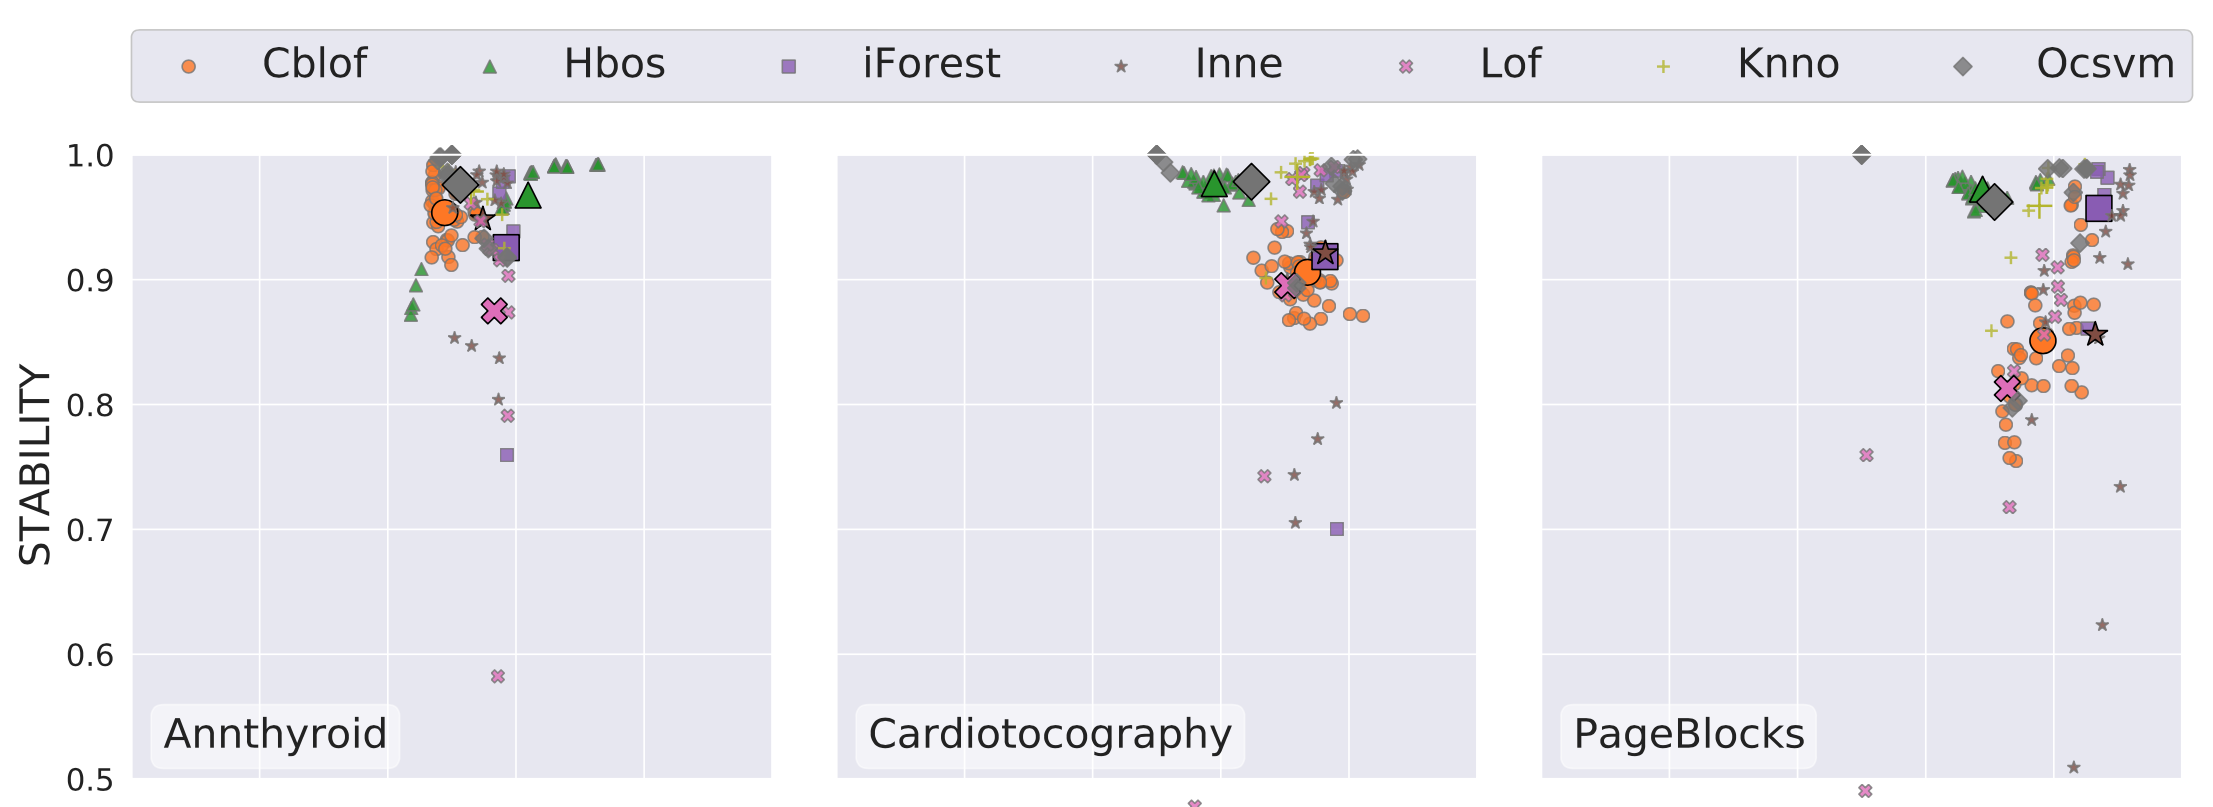 Cblof Hbos iForest Inne Lof Knno Ocsvm
STABILITY
1.0
0.9
0.8
0.7
0.6
0.5
Annthyroid Cardiotocography PageBlocks